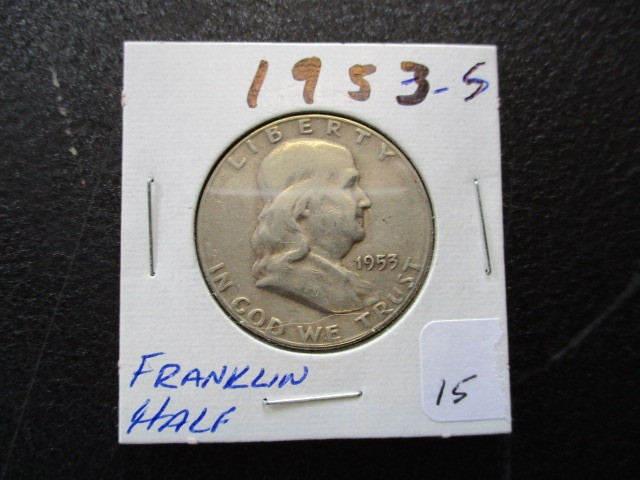 1953-S
LIBERTY
1953
IN GOD WE TRUST
FRANKLIN
HALF
15